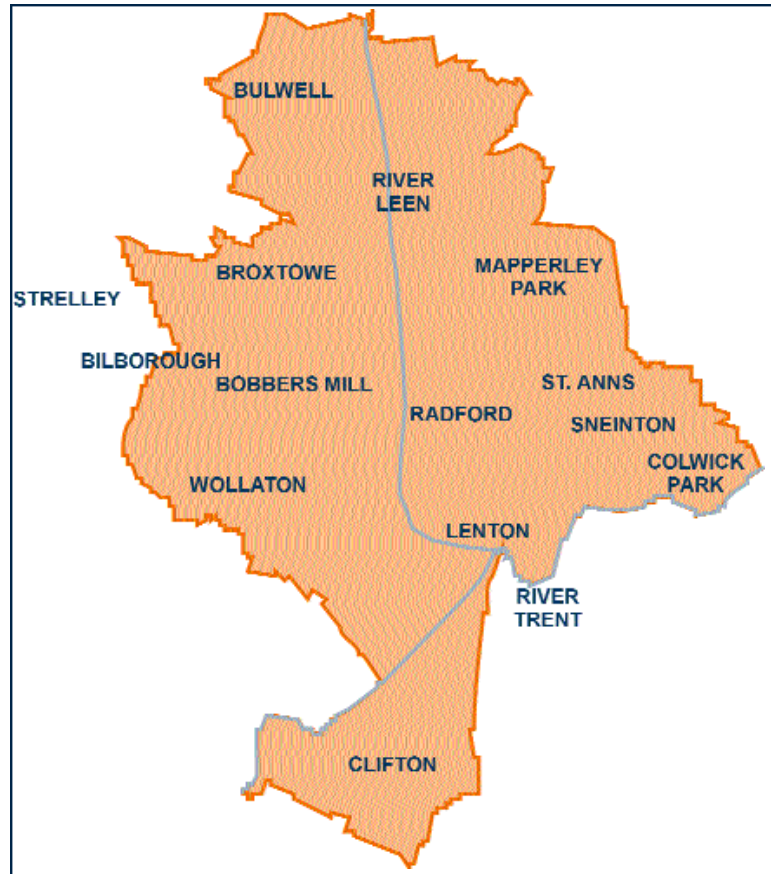 BULWELL
RIVER
LEEN
BROXTOWE
MAPPERLEY
PARK
STRELLEY
BILBOROUGH
BOBBERS MILL
ST. ANNS
RADFORD
SNEINTON
COLWICK
PARK
WOLLATON
LENTON
RIVER
TRENT
CLIFTON